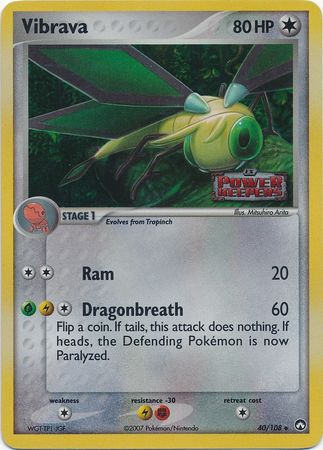 Vibrava 80 HP
EX
POWER
KEEPERS
Illus. Mitsuhiro Arita
STAGE 1
Evolves from Trapinch
Ram 20
Dragonbreath 60
Flip a coin. If tails, this attack does nothing. If
heads, the Defending Pokémon is now
Paralyzed.
weakness resistance -30 retreat cost
©2007 Pokémon/Nintendo 40/108